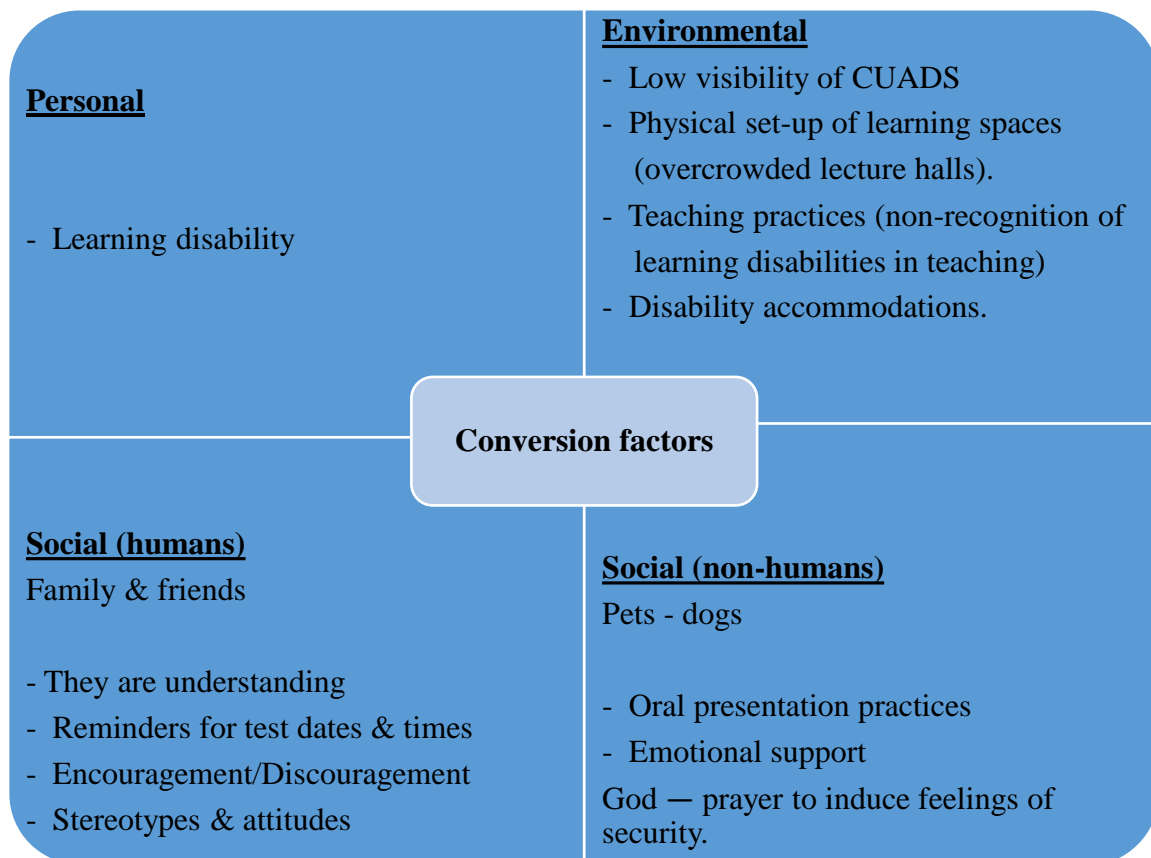 Personal
- Learning disability
Environmental
- Low visibility of CUADS
- Physical set-up of learning spaces
(overcrowded lecture halls).
- Teaching practices (non-recognition of
learning disabilities in teaching)
- Disability accommodations.
Conversion factors
Social (humans)
Family & friends
- They are understanding
- Reminders for test dates & times
- Encouragement/Discouragement
- Stereotypes & attitudes
Social (non-humans)
Pets - dogs
- Oral presentation practices
- Emotional support
God — prayer to induce feelings of
security.